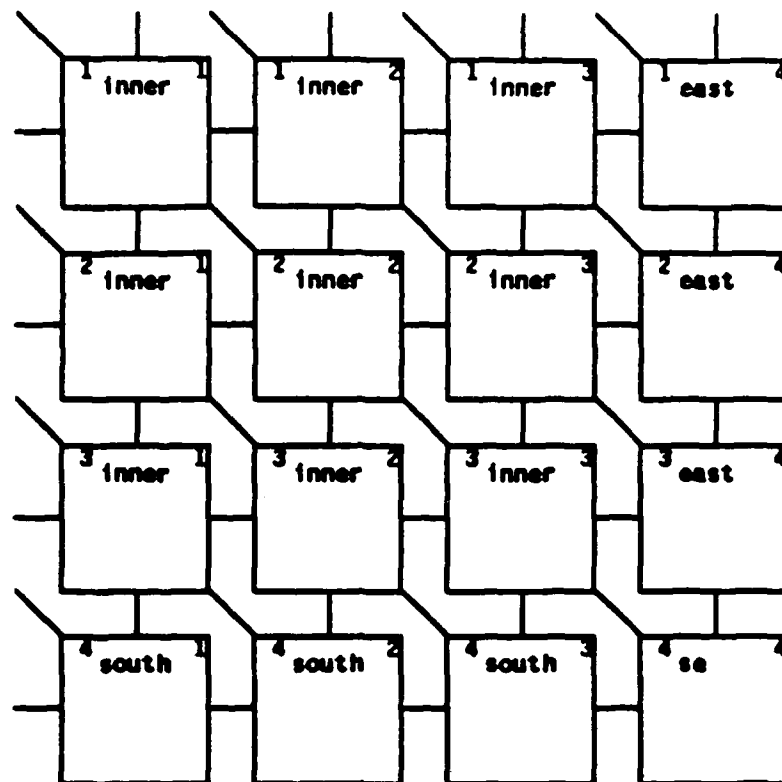 1 1 1 2 1 3 1 4
inner inner inner east
2 1 2 2 2 3 2 4
inner inner inner east
3 1 3 2 3 3 3 4
inner inner inner east
4 1 4 2 4 3 4 4
south south south se